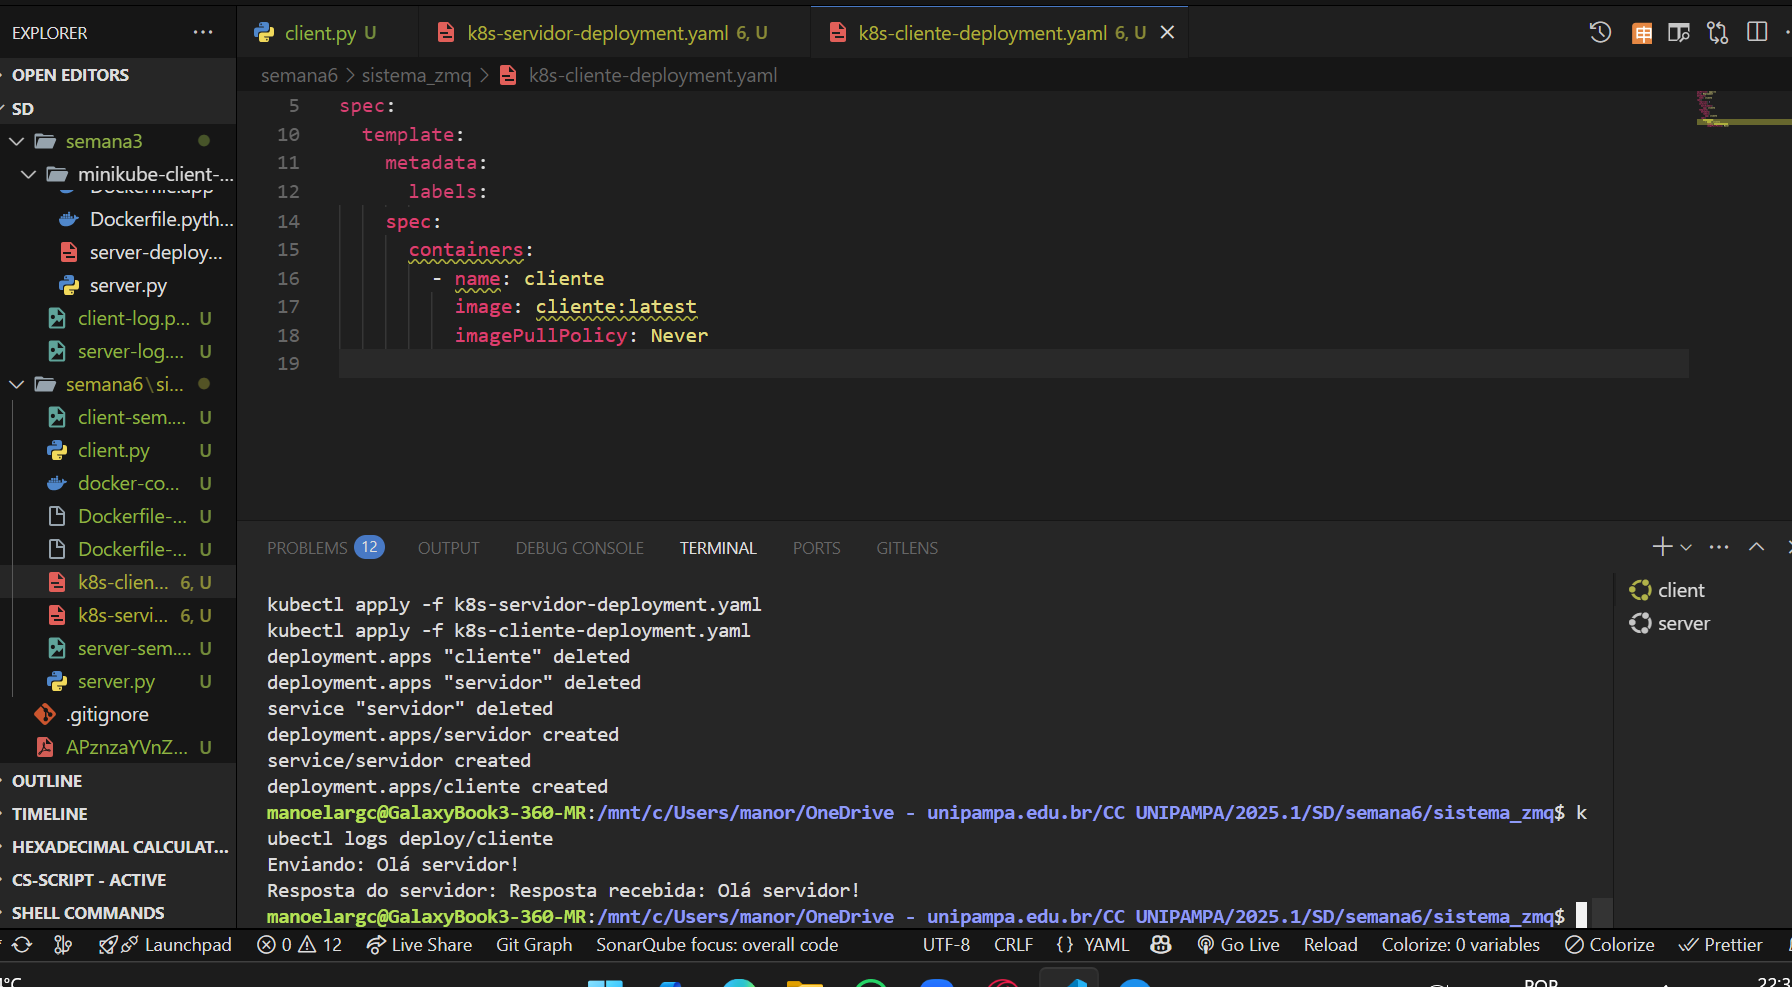 EXPLORER
OPEN EDITORS
SD
semana3
minikube-client-...
Dockerfile.app
Dockerfile.pyth...
server-deploy...
server.py
client-log.p... U
server-log.... U
semana6\si...
client-sem.... U
client.py U
docker-co... U
Dockerfile-... U
Dockerfile-... U
k8s-clien... 6, U
k8s-servi... 6, U
server-sem.... U
server.py U
.gitignore
APznzaYVnZ... U
OUTLINE
TIMELINE
HEXADECIMAL CALCULAT...
CS-SCRIPT - ACTIVE
SHELL COMMANDS
client.py U
k8s-servidor-deployment.yaml 6, U
k8s-cliente-deployment.yaml 6, U
semana6 > sistema_zmq > k8s-cliente-deployment.yaml
5 spec:
10 template:
11 metadata:
12 labels:
14 spec:
15 containers:
16 - name: cliente
17 image: cliente:latest
18 imagePullPolicy: Never
19
PROBLEMS 12 OUTPUT DEBUG CONSOLE TERMINAL PORTS GITLENS
kubectl apply -f k8s-servidor-deployment.yaml
kubectl apply -f k8s-cliente-deployment.yaml
deployment.apps "cliente" deleted
deployment.apps "servidor" deleted
service "servidor" deleted
deployment.apps/servidor created
service/servidor created
deployment.apps/cliente created
manoelargc@GalaxyBook3-360-MR:/mnt/c/Users/manor/OneDrive - unipampa.edu.br/CC UNIPAMPA/2025.1/SD/semana6/sistema_zmq$ k
ubectl logs deploy/cliente
Enviando: Olá servidor!
Resposta do servidor: Resposta recebida: Olá servidor!
manoelargc@GalaxyBook3-360-MR:/mnt/c/Users/manor/OneDrive - unipampa.edu.br/CC UNIPAMPA/2025.1/SD/semana6/sistema_zmq$
client
server
Launchpad 0 12 Live Share Git Graph SonarQube focus: overall code UTF-8 CRLF {} YAML Go Live Reload Colorize: 0 variables Colorize Prettier
°C POR 22:3